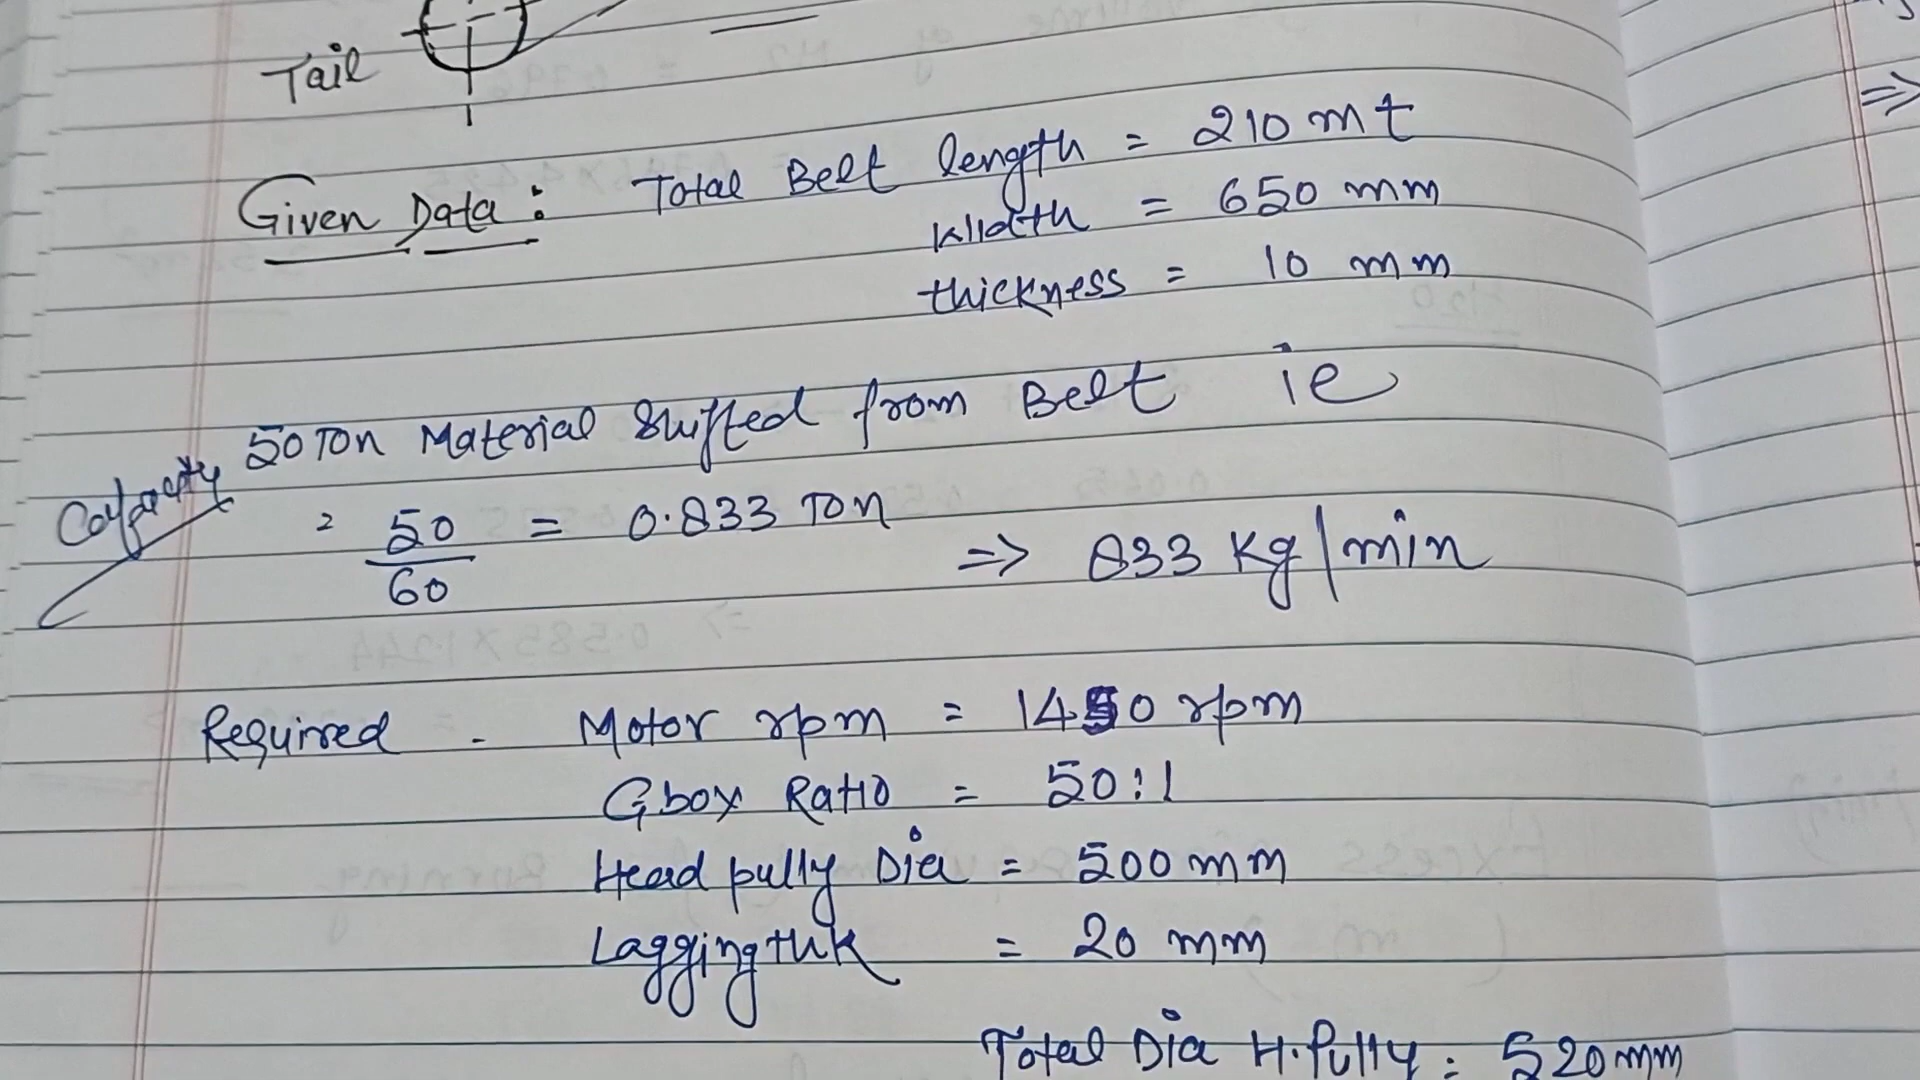 Tail
Given Data: Total Belt length = 210 mt
Width = 650 mm
thickness = 10 mm
50 Ton Material Shifted from Belt ie
Capacity
= 50/60 = 0.833 Ton
=> 833 Kg/min
Required - Motor rpm = 1450 rpm
Gbox Ratio = 50:1
Head pully Dia = 500 mm
Lagging thk = 20 mm
Total Dia H.Pully = 520 mm